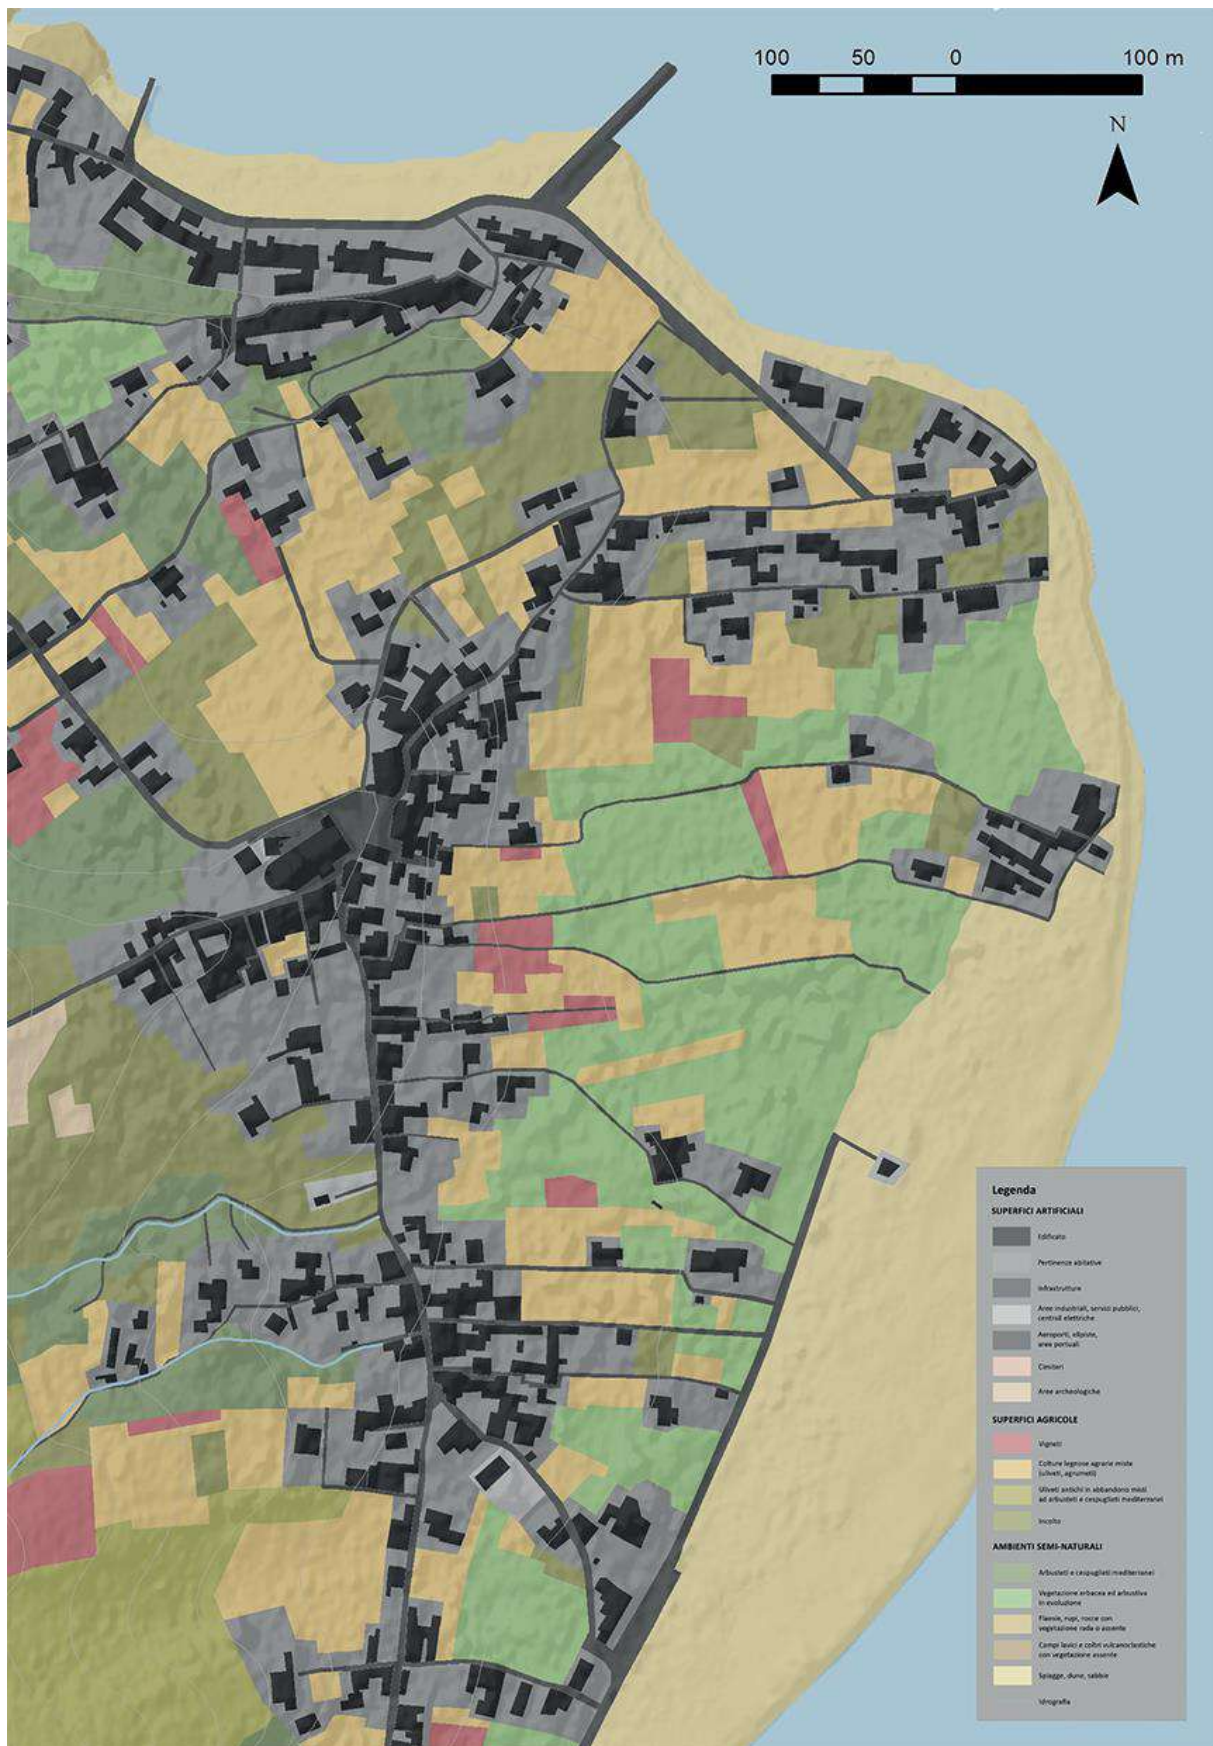 100 50 0 100 m
N
Legenda
SUPERFICI ARTIFICIALI
Edificato
Pertinenze abitative
Infrastrutture
Aree industriali, servizi pubblici,
centrali elettriche
Aeroporti, eliporti,
aree portuali
Cimiteri
Aree archeologiche
SUPERFICI AGRICOLE
Vigneti
Colture legnose agrarie miste
(uliveti, agrumeti)
Uliveti antichi in abbandono misti
ad arbusteti e cespuglieti mediterranei
Incolto
AMBIENTI SEMI-NATURALI
Arbusteti e cespuglieti mediterranei
Vegetazione erbacea ed arbustiva
in evoluzione
rupi, rocce con
vegetazione rada o assente
Campi lavici e coltri vulcanoclastiche
con vegetazione assente
Spiagge, dune, sabbie
Idrografia